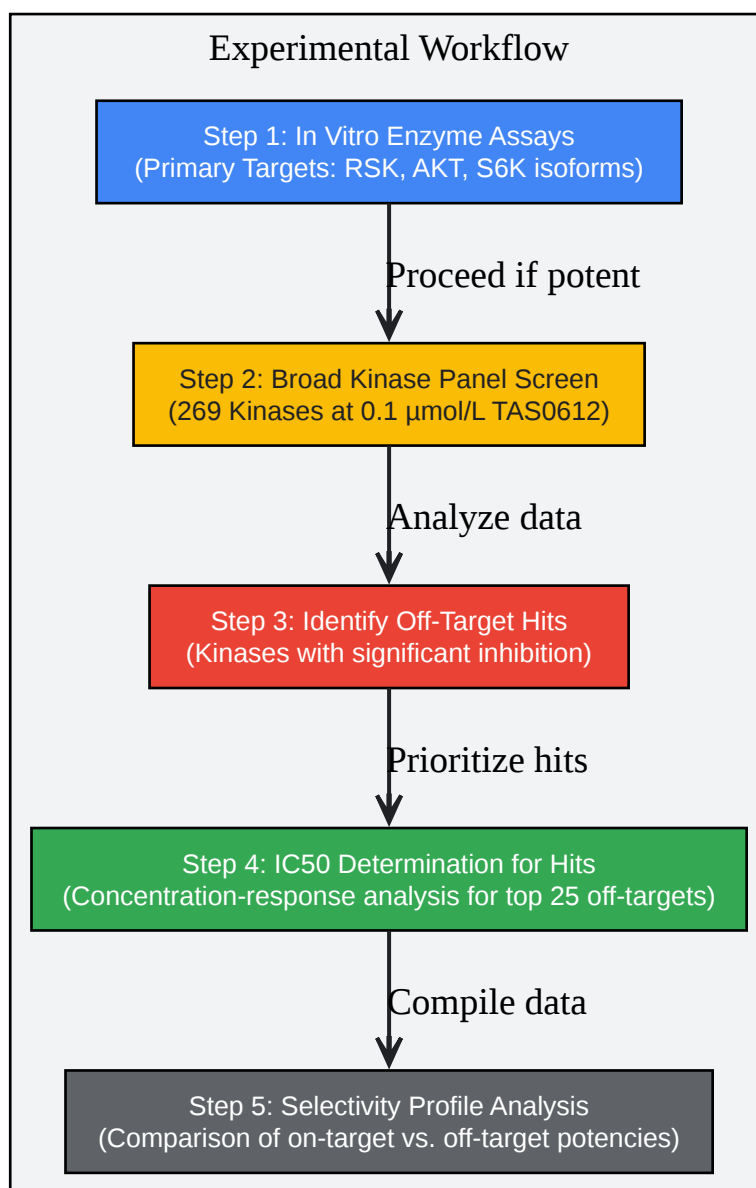 Experimental Workflow
Step 1: In Vitro Enzyme Assays
(Primary Targets: RSK, AKT, S6K isoforms)
Proceed if potent
Step 2: Broad Kinase Panel Screen
(269 Kinases at 0.1 µmol/L TAS0612)
Analyze data
Step 3: Identify Off-Target Hits
(Kinases with significant inhibition)
Prioritize hits
Step 4: IC50 Determination for Hits
(Concentration-response analysis for top 25 off-targets)
Compile data
Step 5: Selectivity Profile Analysis
(Comparison of on-target vs. off-target potencies)